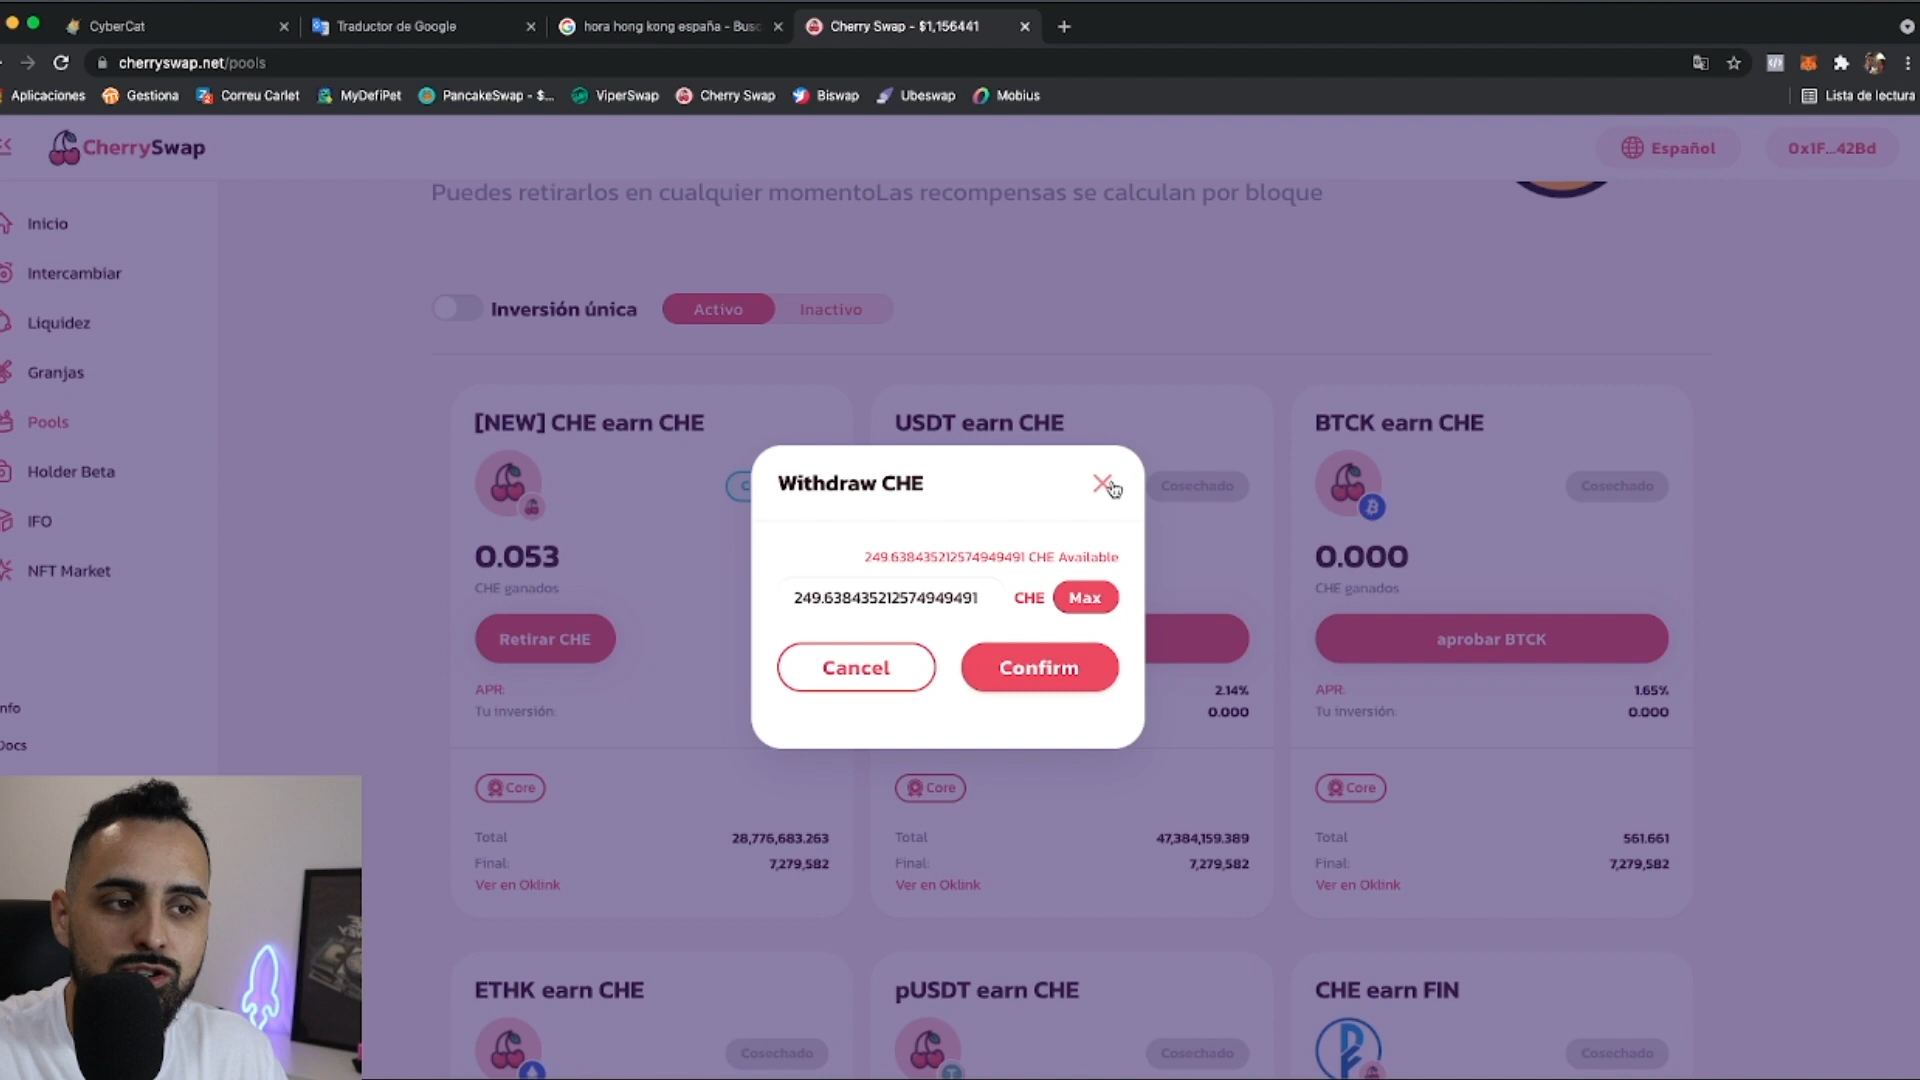 CyberCat
Traductor de Google
hora hong kong españa - Busc
Cherry Swap - $1,156441
cherryswap.net/pools
Aplicaciones
Gestiona
Correu Carlet
MyDefiPet
PancakeSwap - $...
ViperSwap
Cherry Swap
Biswap
Ubeswap
Mobius
Lista de lectura
CherrySwap
Español
0x1F...42Bd
Puedes retirarlos en cualquier momentoLas recompensas se calculan por bloque
Inicio
Intercambiar
Liquidez
Granjas
Pools
Holder Beta
IFO
NFT Market
nfo
Docs
Inversión única
Activo
Inactivo
[NEW] CHE earn CHE
0.053
CHE ganados
Retirar CHE
APR:
Tu inversión:
Core
Total
28,776,683.263
Final:
7,279,582
Ver en Oklink
USDT earn CHE
Cosechado
2.14%
0.000
Core
Total
47,384,159.389
Final:
7,279,582
Ver en Oklink
BTCK earn CHE
Cosechado
0.000
CHE ganados
aprobar BTCK
APR:
1.65%
Tu inversión:
0.000
Core
Total
561.661
Final:
7,279,582
Ver en Oklink
Withdraw CHE
249.638435212574949491 CHE Available
249.638435212574949491
CHE
Max
Cancel
Confirm
ETHK earn CHE
Cosechado
pUSDT earn CHE
Cosechado
CHE earn FIN
Cosechado